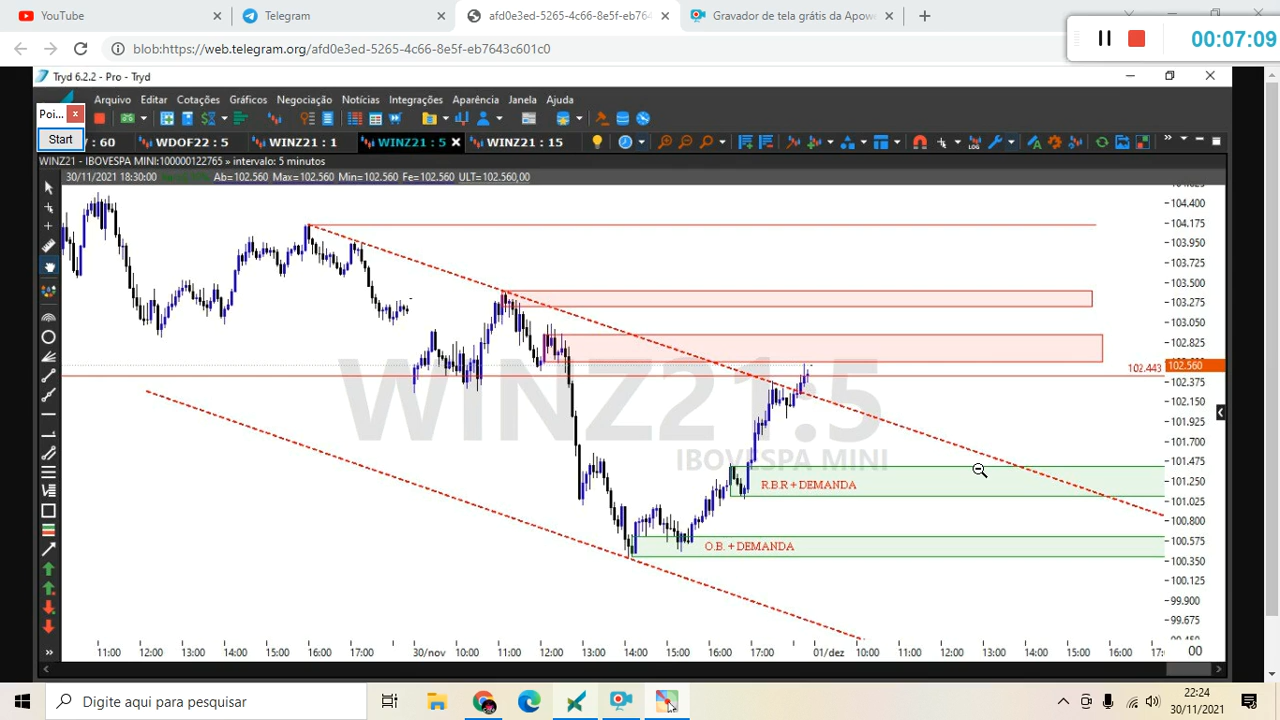 YouTube
Telegram
afd0e3ed-5265-4c66-8e5f-eb764
Gravador de tela grátis da Apowe
blob:https://web.telegram.org/afd0e3ed-5265-4c66-8e5f-eb7643c601c0
00:07:09
Tryd 6.2.2 - Pro - Tryd
Arquivo Editar Cotações Gráficos Negociação Notícias Integrações Aparência Janela Ajuda
Poi...
Start
: 60
WDOF22 : 5
WINZ21 : 1
WINZ21 : 5
WINZ21 : 15
WINZ21 - IBOVESPA MINI:100000122765 » intervalo: 5 minutos
30/11/2021 18:30:00 Ab=102.560 Max=102.560 Min=102.560 Fe=102.560 ULT=102.560,00
104.400
104.175
103.950
103.725
103.500
103.275
103.050
102.825
102.443
102.560
102.375
102.150
101.925
101.700
101.475
101.250
101.025
100.800
100.575
100.350
100.125
99.900
99.675
WINZ21:5
IBOVESPA MINI
R.B.R + DEMANDA
O.B. + DEMANDA
11:00 12:00 13:00 14:00 15:00 16:00 17:00 30/nov 10:00 11:00 12:00 13:00 14:00 15:00 16:00 17:00 01/dez 10:00 11:00 12:00 13:00 14:00 15:00 16:00 17:
00
Digite aqui para pesquisar
22:24
30/11/2021